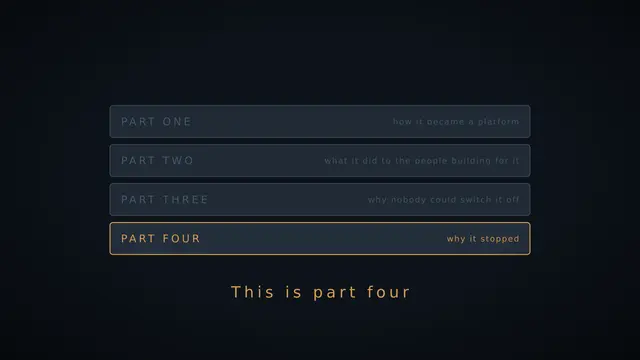 PART ONE how it became a platform
PART TWO what it did to the people building for it
PART THREE why nobody could switch it off
PART FOUR why it stopped
This is part four